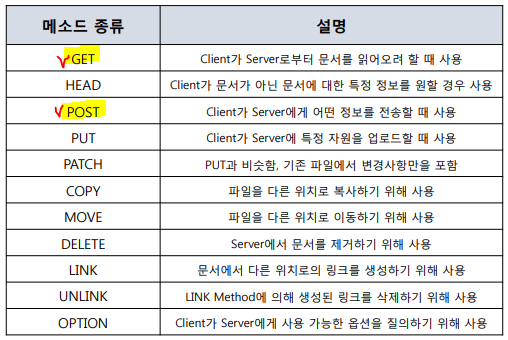 메소드 종류 설명
GET Client가 Server로부터 문서를 읽어오려 할 때 사용
HEAD Client가 문서가 아닌 문서에 대한 특정 정보를 원할 경우 사용
POST Client가 Server에게 어떤 정보를 전송할 때 사용
PUT Client가 Server에 특정 자원을 업로드할 때 사용
PATCH PUT과 비슷함, 기존 파일에서 변경사항만을 포함
COPY 파일을 다른 위치로 복사하기 위해 사용
MOVE 파일을 다른 위치로 이동하기 위해 사용
DELETE Server에서 문서를 제거하기 위해 사용
LINK 문서에서 다른 위치로의 링크를 생성하기 위해 사용
UNLINK LINK Method에 의해 생성된 링크를 삭제하기 위해 사용
OPTION Client가 Server에게 사용 가능한 옵션을 질의하기 위해 사용